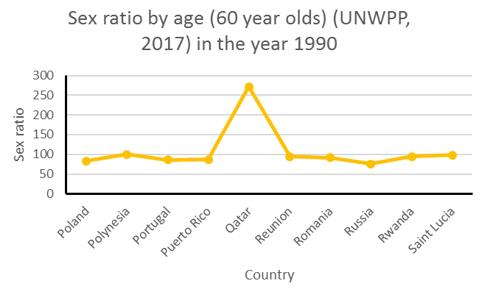 Sex ratio by age (60 year olds) (UNWPP,
2017) in the year 1990
300
250
200
150
100
50
0
Sex ratio
Poland
Polynesia
Portugal
Puerto Rico
Qatar
Reunion
Romania
Russia
Rwanda
Saint Lucia
Country